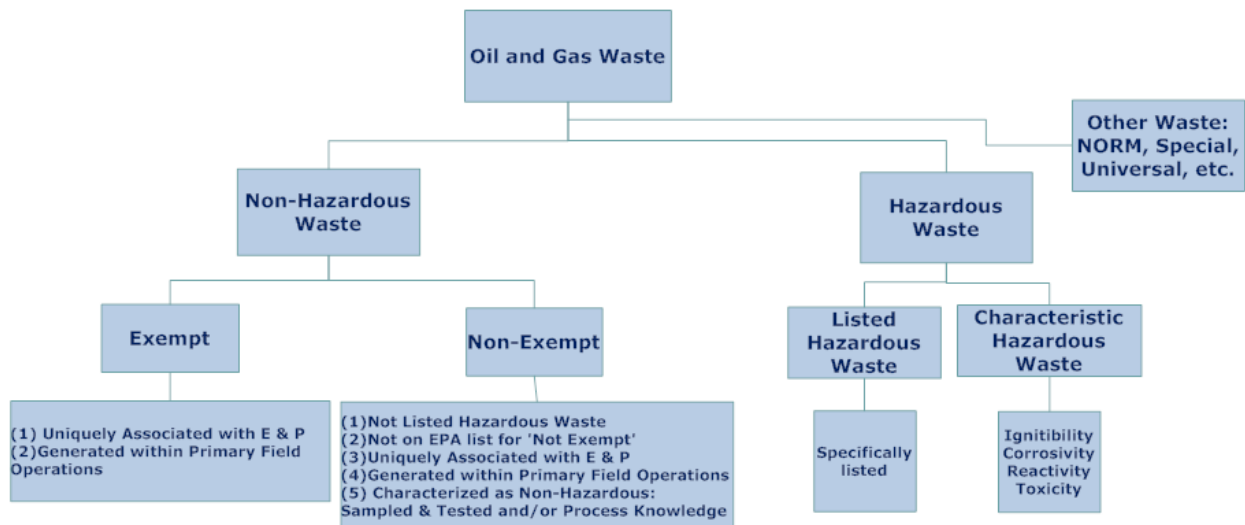 Oil and Gas Waste
Other Waste:
NORM, Special,
Universal, etc.
Non-Hazardous
Waste
Hazardous
Waste
Exempt
Non-Exempt
Listed
Hazardous
Waste
Characteristic
Hazardous
Waste
(1) Uniquely Associated with E & P
(2)Generated within Primary Field
Operations
(1)Not Listed Hazardous Waste
(2)Not on EPA list for 'Not Exempt'
(3)Uniquely Associated with E & P
(4)Generated within Primary Field Operations
(5) Characterized as Non-Hazardous:
Sampled & Tested and/or Process Knowledge
Specifically
listed
Ignitibility
Corrosivity
Reactivity
Toxicity